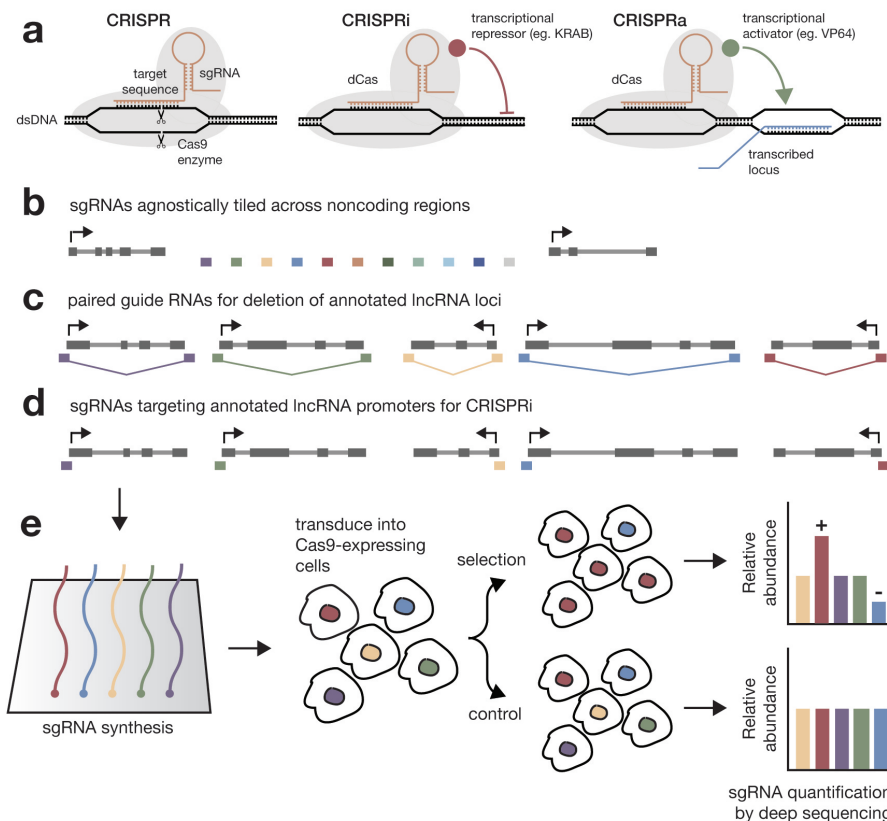 a
CRISPR
CRISPRi
CRISPRa
transcriptional
repressor (eg. KRAB)
transcriptional
activator (eg. VP64)
target
sequence
sgRNA
dCas
dCas
dsDNA
Cas9
enzyme
transcribed
locus
b
sgRNAs agnostically tiled across noncoding regions
c
paired guide RNAs for deletion of annotated lncRNA loci
d
sgRNAs targeting annotated lncRNA promoters for CRISPRi
e
transduce into
Cas9-expressing
cells
selection
control
sgRNA synthesis
Relative
abundance
+
-
Relative
abundance
sgRNA quantification
by deep sequencing